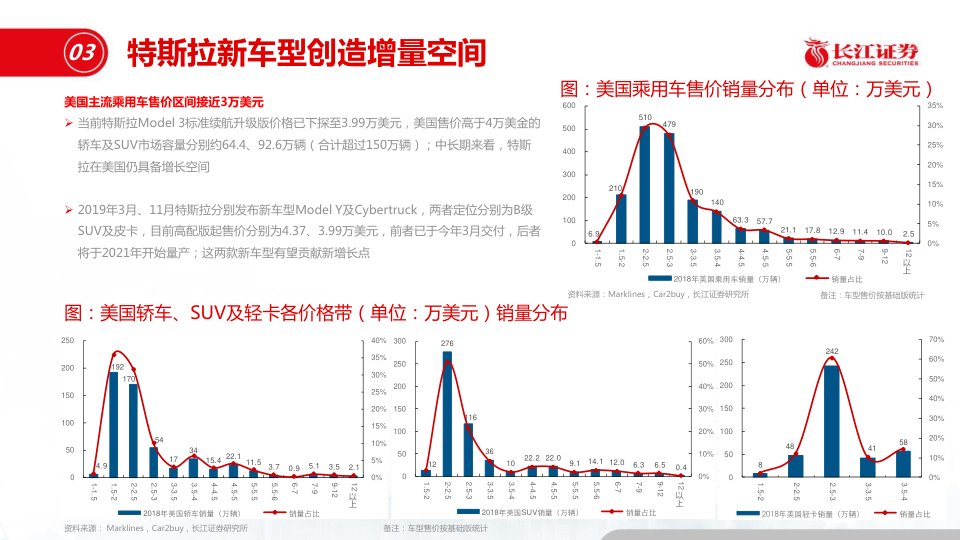 03
特斯拉新车型创造增量空间
长江证券
CHANGJIANG SECURITIES
美国主流乘用车售价区间接近3万美元
➢ 当前特斯拉Model 3标准续航升级版价格已下探至3.99万美元，美国售价高于4万美金的
轿车及SUV市场容量分别约64.4、92.6万辆（合计超过150万辆）；中长期来看，特斯
拉在美国仍具备增长空间
➢ 2019年3月、11月特斯拉分别发布新车型Model Y及Cybertruck，两者定位分别为B级
SUV及皮卡，目前高配版起售价分别为4.37、3.99万美元，前者已于今年3月交付，后者
将于2021年开始量产；这两款新车型有望贡献新增长点
图：美国乘用车售价销量分布（单位：万美元）
600 500 400 300 200 100 0
35% 30% 25% 20% 15% 10% 5% 0%
6.9 210 510 479 190 140 63.3 57.7 21.1 17.8 12.9 11.4 10.0 2.5
1-1.5 1.5-2 2-2.5 2.5-3 3-3.5 3.5-4 4-4.5 4.5-5 5-5.5 5.5-6 6-7 7-9 9-12 12以上
2018年美国乘用车销量（万辆） 销量占比
资料来源：Marklines，Car2buy，长江证券研究所
备注：车型售价按基础版统计
图：美国轿车、SUV及轻卡各价格带（单位：万美元）销量分布
250 200 150 100 50 0
40% 35% 30% 25% 20% 15% 10% 5% 0%
4.9 192 170 54 17 34 15.4 22.1 11.5 3.7 0.9 5.1 3.5 2.1
1-1.5 1.5-2 2-2.5 2.5-3 3-3.5 3.5-4 4-4.5 4.5-5 5-5.5 5.5-6 6-7 7-9 9-12 12以上
2018年美国轿车销量（万辆） 销量占比
300 250 200 150 100 50 0
60% 50% 40% 30% 20% 10% 0%
12 276 116 36 10 22.2 22.0 9.1 14.1 12.0 6.3 6.5 0.4
1.5-2 2-2.5 2.5-3 3-3.5 3.5-4 4-4.5 4.5-5 5-5.5 5.5-6 6-7 7-9 9-12 12以上
2018年美国SUV销量（万辆） 销量占比
300 250 200 150 100 50 0
70% 60% 50% 40% 30% 20% 10% 0%
8 48 242 41 58
1.5-2 2-2.5 2.5-3 3-3.5 3.5-4
2018年美国轻卡销量（万辆） 销量占比
资料来源： Marklines，Car2buy，长江证券研究所
备注：车型售价按基础版统计